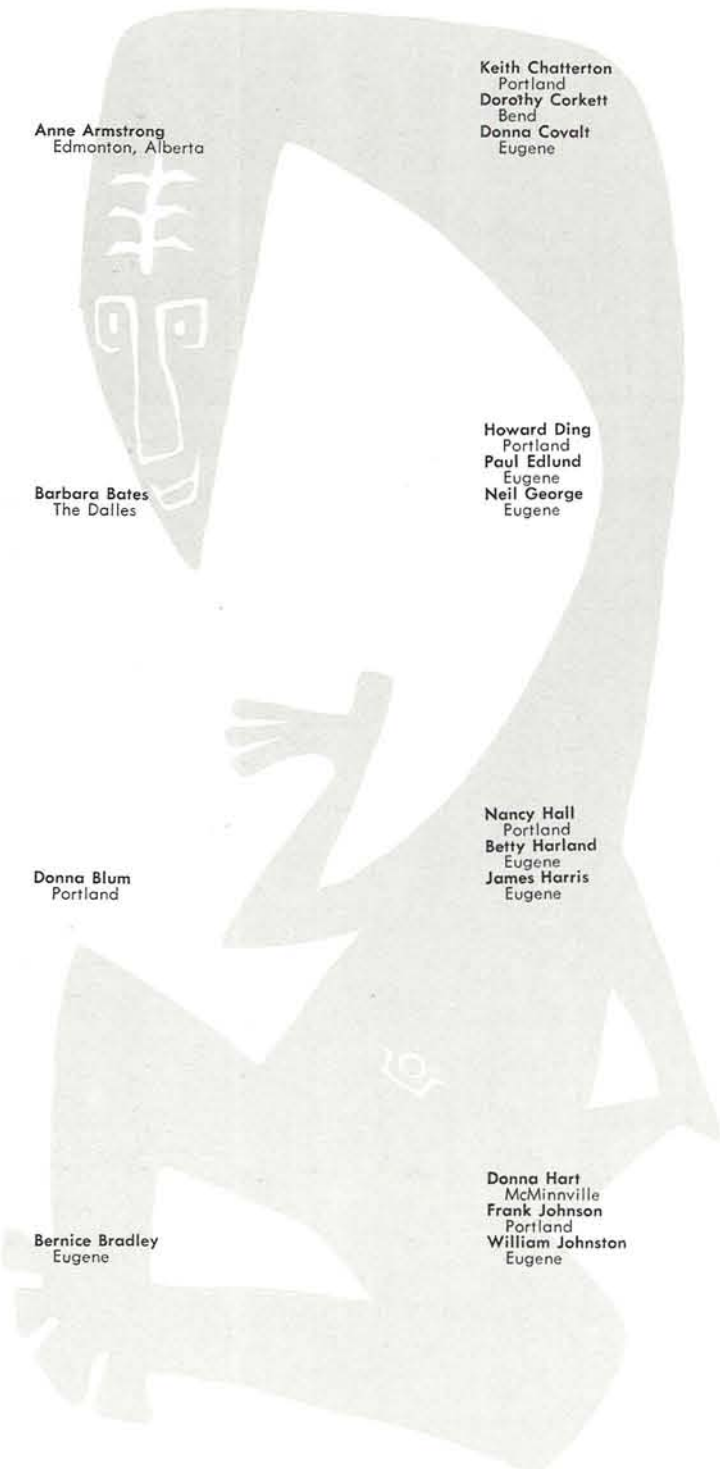 Anne Armstrong
Edmonton, Alberta
Barbara Bates
The Dalles
Donna Blum
Portland
Bernice Bradley
Eugene
Keith Chatterton
Portland
Dorothy Corkett
Bend
Donna Covalt
Eugene
Howard Ding
Portland
Paul Edlund
Eugene
Neil George
Eugene
Nancy Hall
Portland
Betty Harland
Eugene
James Harris
Eugene
Donna Hart
McMinnville
Frank Johnson
Portland
William Johnston
Eugene